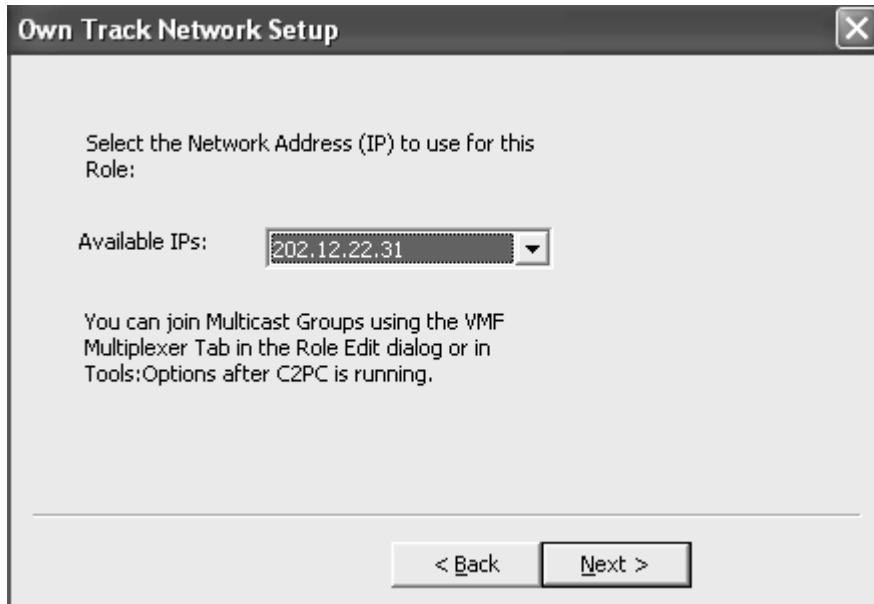 Own Track Network Setup
Select the Network Address (IP) to use for this
Role:
Available IPs:
202.12.22.31
You can join Multicast Groups using the VMF
Multiplexer Tab in the Role Edit dialog or in
Tools:Options after C2PC is running.
< Back
Next >